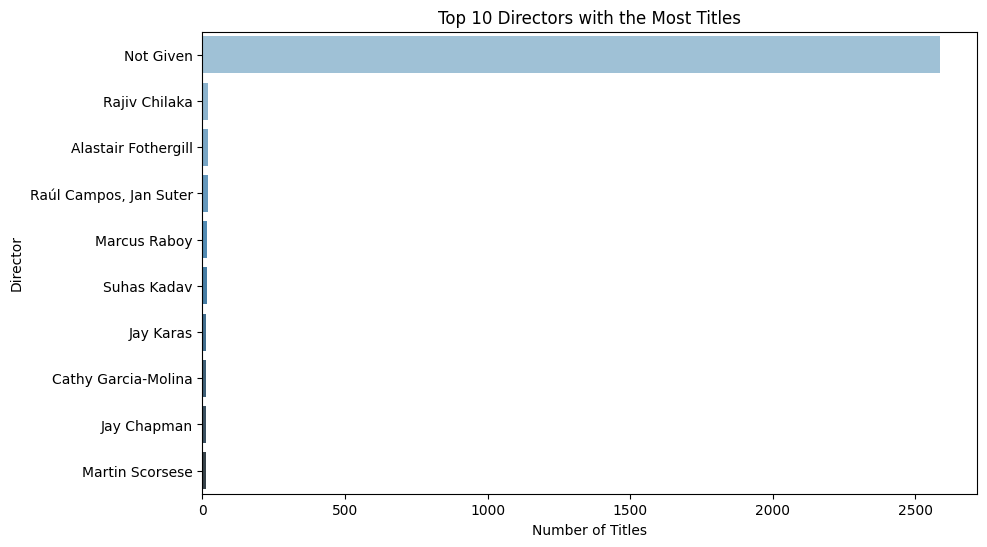 Top 10 Directors with the Most Titles
Not Given
Rajiv Chilaka
Alastair Fothergill
Raúl Campos, Jan Suter
Marcus Raboy
Suhas Kadav
Jay Karas
Cathy Garcia-Molina
Jay Chapman
Martin Scorsese
Director
0 500 1000 1500 2000 2500
Number of Titles